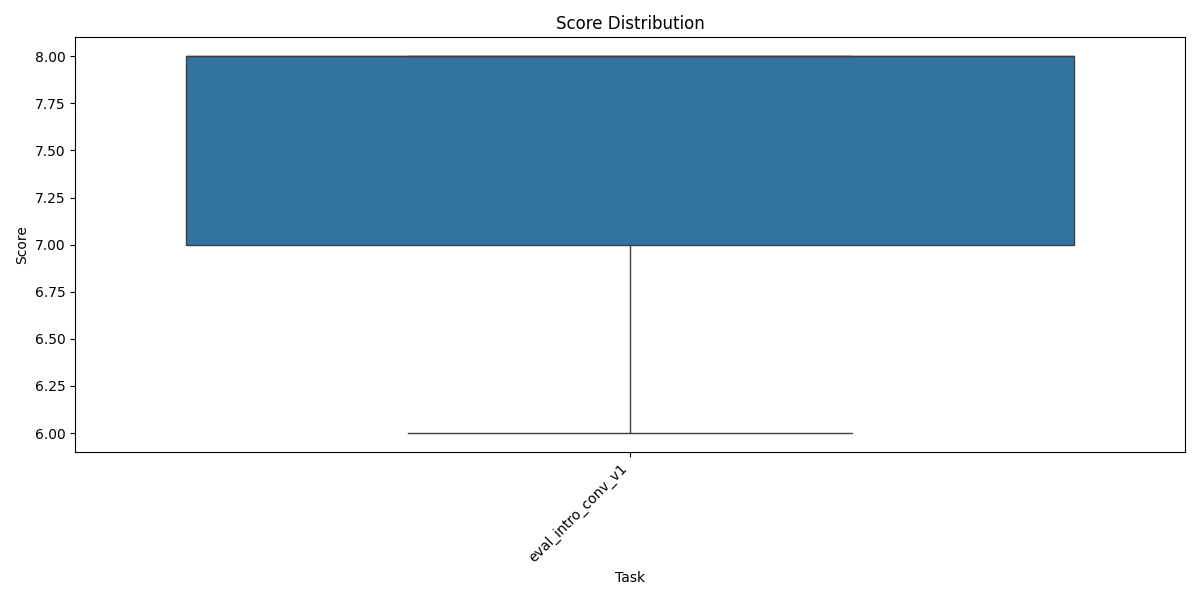 Score Distribution
8.00
7.75
7.50
7.25
7.00
6.75
6.50
6.25
6.00
Score
eval_intro_conv_v1
Task